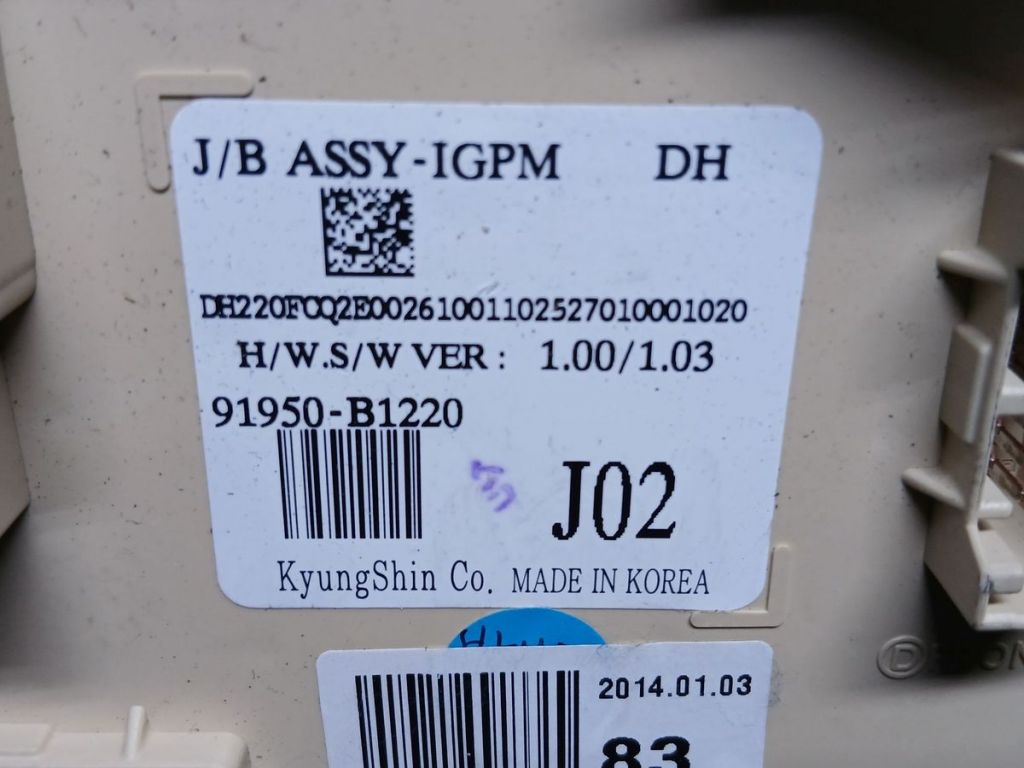 J/B ASSY-IGPM DH
DH220FCQ2E00261001102527010001020
H/W.S/W VER : 1.00/1.03
91950-B1220
J02
KyungShin Co. MADE IN KOREA
2014.01.03
83